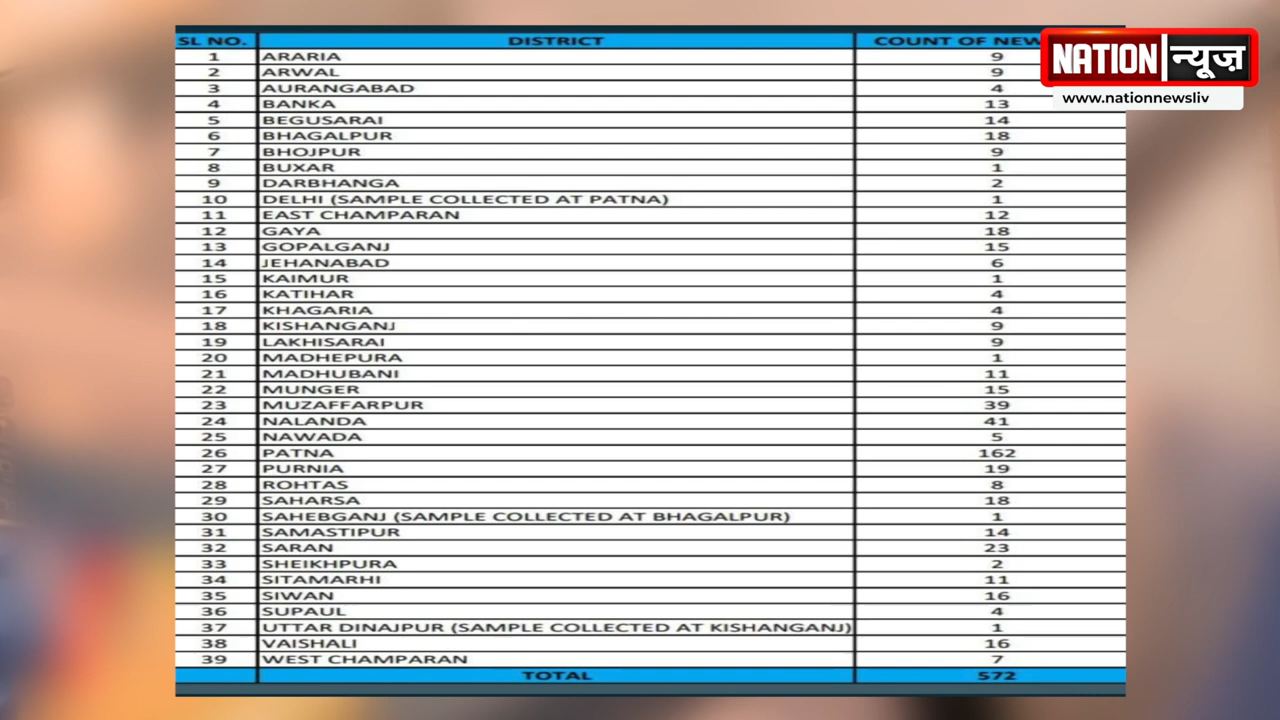 SL NO. DISTRICT COUNT OF NEW
1 ARARIA 9
2 ARWAL 9
3 AURANGABAD 4
4 BANKA 13
5 BEGUSARAI 14
6 BHAGALPUR 18
7 BHOJPUR 9
8 BUXAR 1
9 DARBHANGA 2
10 DELHI (SAMPLE COLLECTED AT PATNA) 1
11 EAST CHAMPARAN 12
12 GAYA 18
13 GOPALGANJ 15
14 JEHANABAD 6
15 KAIMUR 1
16 KATIHAR 4
17 KHAGARIA 4
18 KISHANGANJ 9
19 LAKHISARAI 9
20 MADHEPURA 1
21 MADHUBANI 11
22 MUNGER 15
23 MUZAFFARPUR 39
24 NALANDA 41
25 NAWADA 5
26 PATNA 162
27 PURNIA 19
28 ROHTAS 8
29 SAHARSA 18
30 SAHEBGANJ (SAMPLE COLLECTED AT BHAGALPUR) 1
31 SAMASTIPUR 14
32 SARAN 23
33 SHEIKHPURA 2
34 SITAMARHI 11
35 SIWAN 16
36 SUPAUL 4
37 UTTAR DINAJPUR (SAMPLE COLLECTED AT KISHANGANJ) 1
38 VAISHALI 16
39 WEST CHAMPARAN 7
TOTAL 572
NATION न्यूज़
www.nationnewsliv